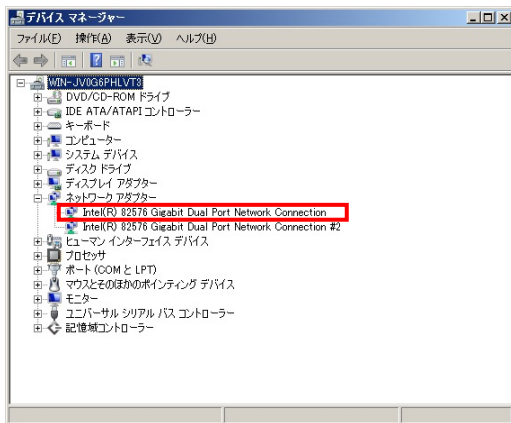 デバイス マネージャー
ファイル(F) 操作(A) 表示(V) ヘルプ(H)
WIN-JV0G6PHLVT3
DVD/CD-ROM ドライブ
IDE ATA/ATAPI コントローラー
キーボード
コンピューター
システム デバイス
ディスク ドライブ
ディスプレイ アダプター
ネットワーク アダプター
Intel(R) 82576 Gigabit Dual Port Network Connection
Intel(R) 82576 Gigabit Dual Port Network Connection #2
ヒューマン インターフェイス デバイス
プロセッサ
ポート (COM と LPT)
マウスとそのほかのポインティング デバイス
モニター
ユニバーサル シリアル バス コントローラー
記憶域コントローラー